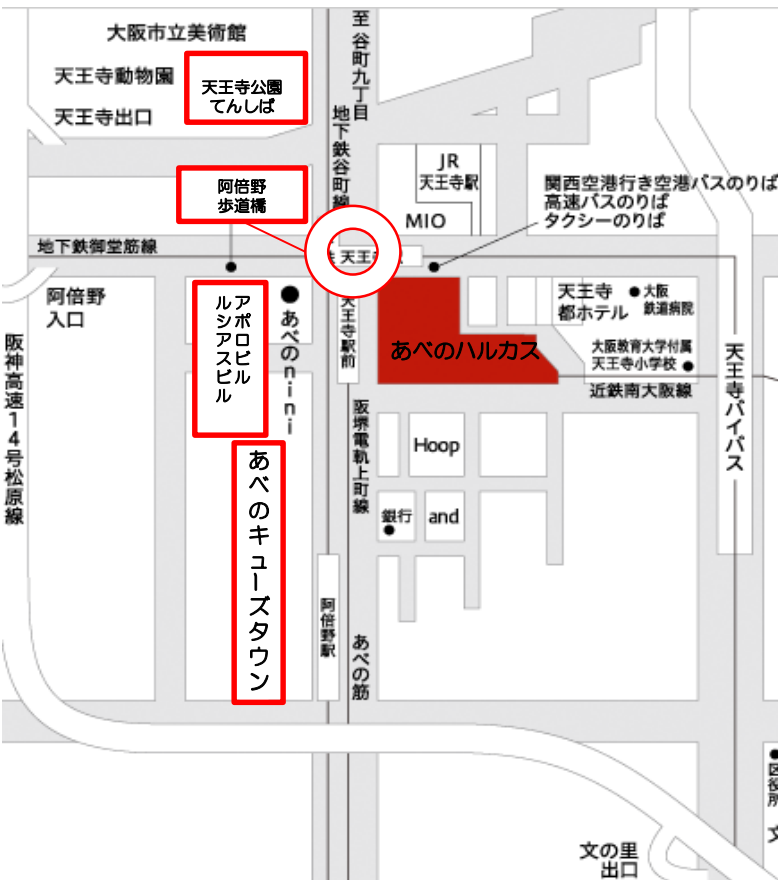 大阪市立美術館
天王寺動物園
天王寺公園
てんしば
天王寺出口
至 谷町九丁目
地下鉄谷町線
JR
天王寺駅
MIO
阿倍野
歩道橋
関西空港行き空港バスのりば
高速バスのりば
タクシーのりば
地下鉄御堂筋線
天王寺
阿倍野
入口
アポロビル
ルシアスビル
あべのnini
天王寺駅前
あべのハルカス
天王寺
都ホテル
大阪
鉄道病院
大阪教育大学付属
天王寺小学校
近鉄南大阪線
天王寺バイパス
阪神高速14号松原線
阪堺電軌上町線
Hoop
銀行
and
あべのキューズタウン
阿倍野駅
あべの筋
区役所
文
文の里
出口